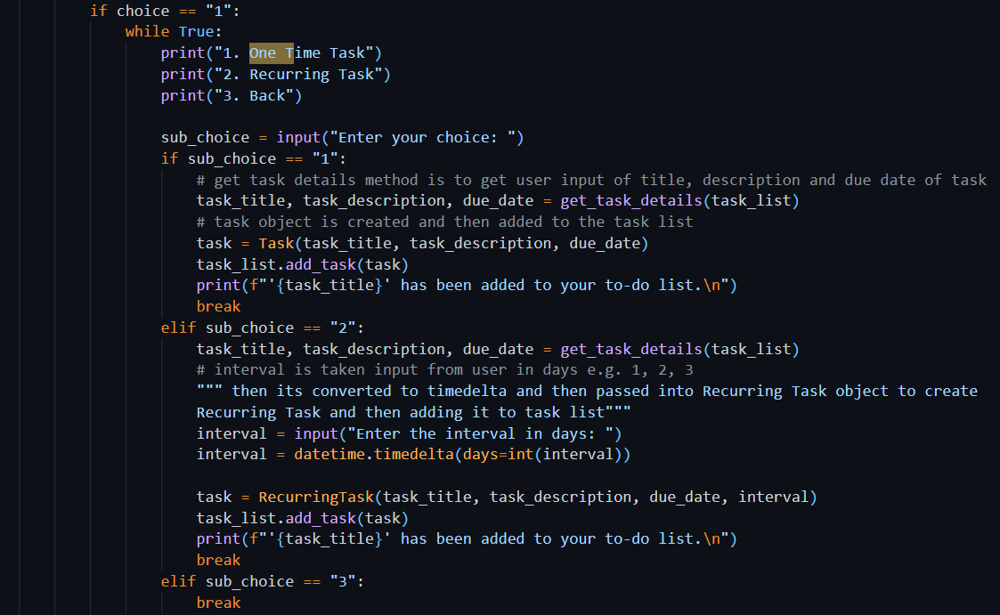 if choice == "1":
while True:
print("1. One Time Task")
print("2. Recurring Task")
print("3. Back")
sub_choice = input("Enter your choice: ")
if sub_choice == "1":
# get task details method is to get user input of title, description and due date of task
task_title, task_description, due_date = get_task_details(task_list)
# task object is created and then added to the task list
task = Task(task_title, task_description, due_date)
task_list.add_task(task)
print(f"'{task_title}' has been added to your to-do list.\n")
break
elif sub_choice == "2":
task_title, task_description, due_date = get_task_details(task_list)
# interval is taken input from user in days e.g. 1, 2, 3
""" then its converted to timedelta and then passed into Recurring Task object to create
Recurring Task and then adding it to task list"""
interval = input("Enter the interval in days: ")
interval = datetime.timedelta(days=int(interval))
task = RecurringTask(task_title, task_description, due_date, interval)
task_list.add_task(task)
print(f"'{task_title}' has been added to your to-do list.\n")
break
elif sub_choice == "3":
break